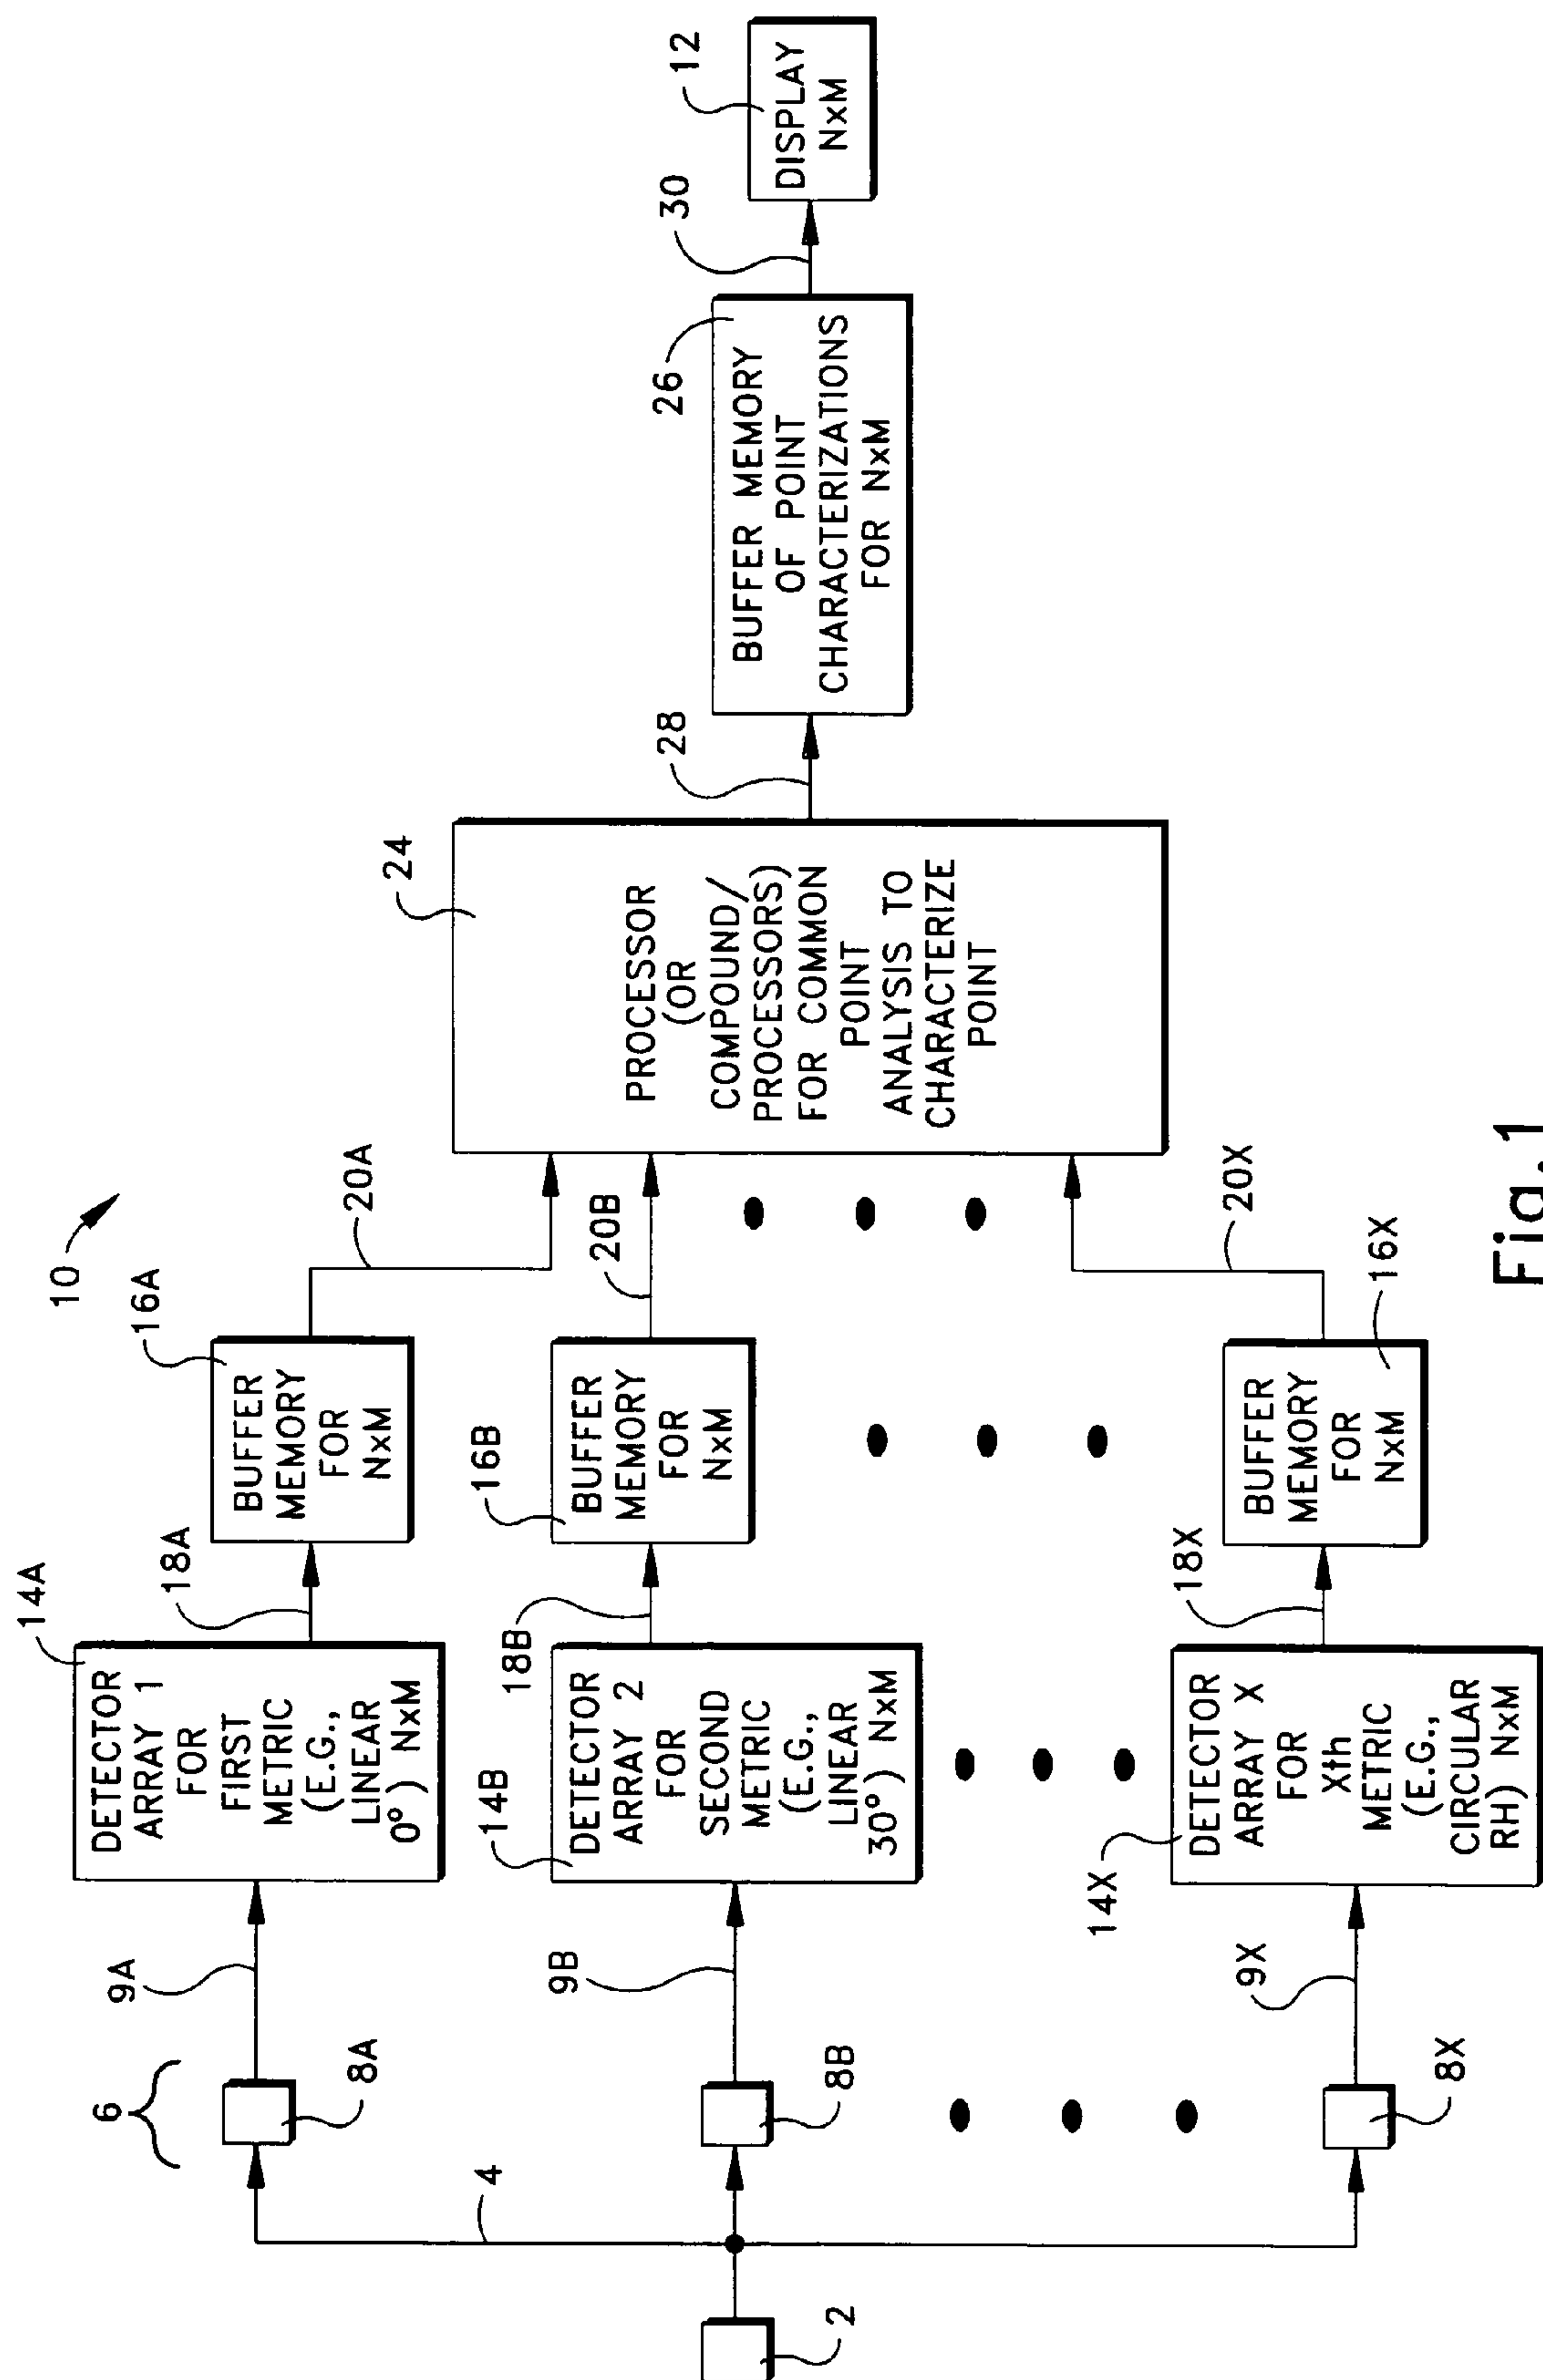 10
6
8A
9A
DETECTOR
ARRAY 1
FOR
FIRST
METRIC
(E.G.,
LINEAR
0°) NxM
14A
18A
BUFFER
MEMORY
FOR
NxM
16A
20A
2
4
8B
9B
DETECTOR
ARRAY 2
FOR
SECOND
METRIC
(E.G.,
LINEAR
30°) NxM
14B
18B
BUFFER
MEMORY
FOR
NxM
16B
20B
8X
9X
DETECTOR
ARRAY X
FOR
Xth
METRIC
(E.G.,
CIRCULAR
RH) NxM
14X
18X
BUFFER
MEMORY
FOR
NxM
16X
20X
24
PROCESSOR
(OR
COMPOUND/
PROCESSORS)
FOR COMMON
POINT
ANALYSIS TO
CHARACTERIZE
POINT
28
26
BUFFER MEMORY
OF POINT
CHARACTERIZATIONS
FOR NxM
30
12
DISPLAY
NxM
Fig. 1